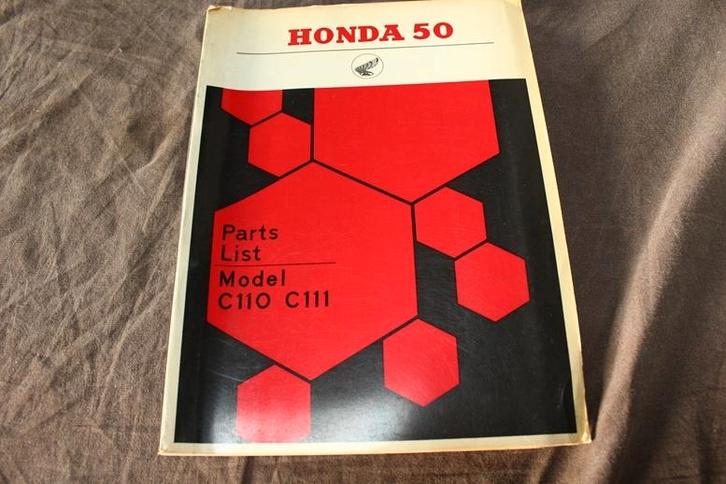 HONDA 50
Parts
List
Model
C110 C111